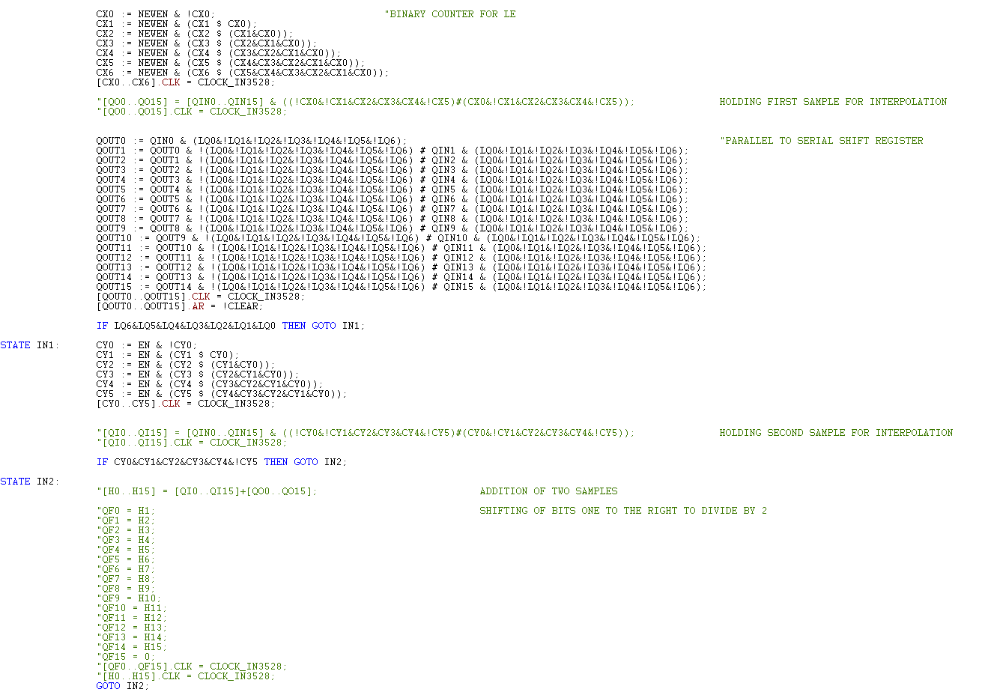 CX0 := NEWEN & !CX0; "BINARY COUNTER FOR LE
CX1 := NEWEN & (CX1 $ CX0);
CX2 := NEWEN & (CX2 $ (CX1&CX0));
CX3 := NEWEN & (CX3 $ (CX2&CX1&CX0));
CX4 := NEWEN & (CX4 $ (CX3&CX2&CX1&CX0));
CX5 := NEWEN & (CX5 $ (CX4&CX3&CX2&CX1&CX0));
CX6 := NEWEN & (CX6 $ (CX5&CX4&CX3&CX2&CX1&CX0));
[CX0..CX6].CLK = CLOCK_IN3528;
"[QO0..QO15] = [QIN0..QIN15] & ((!CX0&!CX1&CX2&CX3&CX4&!CX5)#(CX0&!CX1&CX2&CX3&CX4&!CX5)); HOLDING FIRST SAMPLE FOR INTERPOLATION
"[QO0..QO15].CLK = CLOCK_IN3528;
QOUT0 := QIN0 & (LQ0&!LQ1&!LQ2&!LQ3&!LQ4&!LQ5&!LQ6); "PARALLEL TO SERIAL SHIFT REGISTER
QOUT1 := QOUT0 & !(LQ0&!LQ1&!LQ2&!LQ3&!LQ4&!LQ5&!LQ6) # QIN1 & (LQ0&!LQ1&!LQ2&!LQ3&!LQ4&!LQ5&!LQ6);
QOUT2 := QOUT1 & !(LQ0&!LQ1&!LQ2&!LQ3&!LQ4&!LQ5&!LQ6) # QIN2 & (LQ0&!LQ1&!LQ2&!LQ3&!LQ4&!LQ5&!LQ6);
QOUT3 := QOUT2 & !(LQ0&!LQ1&!LQ2&!LQ3&!LQ4&!LQ5&!LQ6) # QIN3 & (LQ0&!LQ1&!LQ2&!LQ3&!LQ4&!LQ5&!LQ6);
QOUT4 := QOUT3 & !(LQ0&!LQ1&!LQ2&!LQ3&!LQ4&!LQ5&!LQ6) # QIN4 & (LQ0&!LQ1&!LQ2&!LQ3&!LQ4&!LQ5&!LQ6);
QOUT5 := QOUT4 & !(LQ0&!LQ1&!LQ2&!LQ3&!LQ4&!LQ5&!LQ6) # QIN5 & (LQ0&!LQ1&!LQ2&!LQ3&!LQ4&!LQ5&!LQ6);
QOUT6 := QOUT5 & !(LQ0&!LQ1&!LQ2&!LQ3&!LQ4&!LQ5&!LQ6) # QIN6 & (LQ0&!LQ1&!LQ2&!LQ3&!LQ4&!LQ5&!LQ6);
QOUT7 := QOUT6 & !(LQ0&!LQ1&!LQ2&!LQ3&!LQ4&!LQ5&!LQ6) # QIN7 & (LQ0&!LQ1&!LQ2&!LQ3&!LQ4&!LQ5&!LQ6);
QOUT8 := QOUT7 & !(LQ0&!LQ1&!LQ2&!LQ3&!LQ4&!LQ5&!LQ6) # QIN8 & (LQ0&!LQ1&!LQ2&!LQ3&!LQ4&!LQ5&!LQ6);
QOUT9 := QOUT8 & !(LQ0&!LQ1&!LQ2&!LQ3&!LQ4&!LQ5&!LQ6) # QIN9 & (LQ0&!LQ1&!LQ2&!LQ3&!LQ4&!LQ5&!LQ6);
QOUT10 := QOUT9 & !(LQ0&!LQ1&!LQ2&!LQ3&!LQ4&!LQ5&!LQ6) # QIN10 & (LQ0&!LQ1&!LQ2&!LQ3&!LQ4&!LQ5&!LQ6);
QOUT11 := QOUT10 & !(LQ0&!LQ1&!LQ2&!LQ3&!LQ4&!LQ5&!LQ6) # QIN11 & (LQ0&!LQ1&!LQ2&!LQ3&!LQ4&!LQ5&!LQ6);
QOUT12 := QOUT11 & !(LQ0&!LQ1&!LQ2&!LQ3&!LQ4&!LQ5&!LQ6) # QIN12 & (LQ0&!LQ1&!LQ2&!LQ3&!LQ4&!LQ5&!LQ6);
QOUT13 := QOUT12 & !(LQ0&!LQ1&!LQ2&!LQ3&!LQ4&!LQ5&!LQ6) # QIN13 & (LQ0&!LQ1&!LQ2&!LQ3&!LQ4&!LQ5&!LQ6);
QOUT14 := QOUT13 & !(LQ0&!LQ1&!LQ2&!LQ3&!LQ4&!LQ5&!LQ6) # QIN14 & (LQ0&!LQ1&!LQ2&!LQ3&!LQ4&!LQ5&!LQ6);
QOUT15 := QOUT14 & !(LQ0&!LQ1&!LQ2&!LQ3&!LQ4&!LQ5&!LQ6) # QIN15 & (LQ0&!LQ1&!LQ2&!LQ3&!LQ4&!LQ5&!LQ6);
[QOUT0..QOUT15].CLK = CLOCK_IN3528;
[QOUT0..QOUT15].AR = !CLEAR;
IF LQ6&LQ5&LQ4&LQ3&LQ2&LQ1&LQ0 THEN GOTO IN1;
STATE IN1: CY0 := EN & !CY0;
CY1 := EN & (CY1 $ CY0);
CY2 := EN & (CY2 $ (CY1&CY0));
CY3 := EN & (CY3 $ (CY2&CY1&CY0));
CY4 := EN & (CY4 $ (CY3&CY2&CY1&CY0));
CY5 := EN & (CY5 $ (CY4&CY3&CY2&CY1&CY0));
[CY0..CY5].CLK = CLOCK_IN3528;
"[QI0..QI15] = [QIN0..QIN15] & ((!CY0&!CY1&CY2&CY3&CY4&!CY5)#(CY0&!CY1&CY2&CY3&CY4&!CY5)); HOLDING SECOND SAMPLE FOR INTERPOLATION
"[QI0..QI15].CLK = CLOCK_IN3528;
IF CY0&CY1&CY2&CY3&CY4&!CY5 THEN GOTO IN2;
STATE IN2:
"[H0..H15] = [QI0..QI15]+[QO0..QO15]; ADDITION OF TWO SAMPLES
"QF0 = H1; SHIFTING OF BITS ONE TO THE RIGHT TO DIVIDE BY 2
"QF1 = H2;
"QF2 = H3;
"QF3 = H4;
"QF4 = H5;
"QF5 = H6;
"QF6 = H7;
"QF7 = H8;
"QF8 = H9;
"QF9 = H10;
"QF10 = H11;
"QF11 = H12;
"QF12 = H13;
"QF13 = H14;
"QF14 = H15;
"QF15 = 0;
"[QF0..QF15].CLK = CLOCK_IN3528;
"[H0..H15].CLK = CLOCK_IN3528;
GOTO IN2;